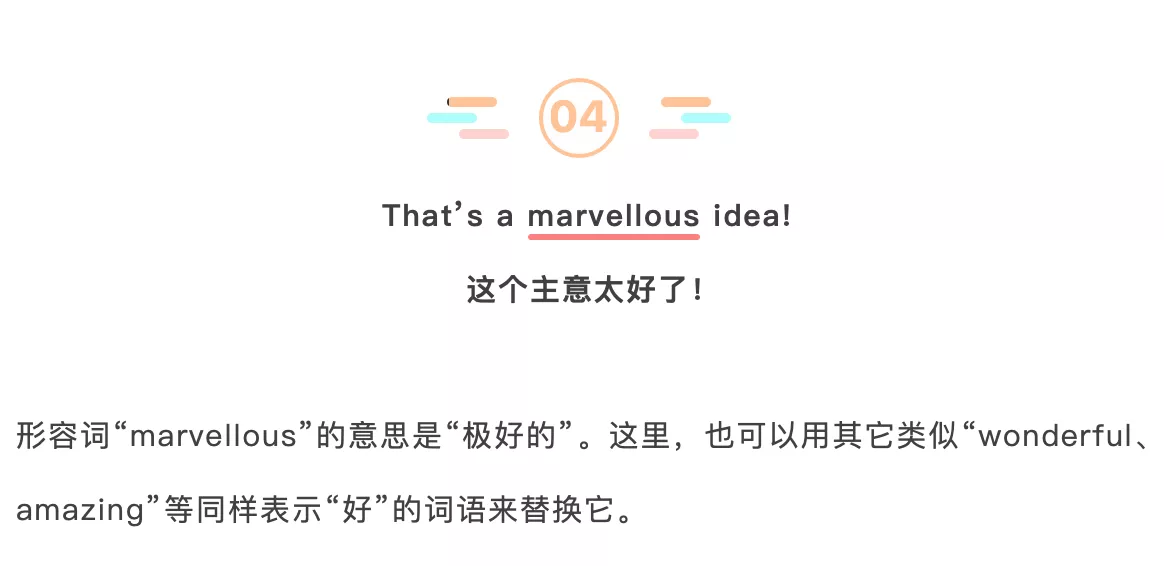 04
That’s a marvellous idea!
这个主意太好了！
形容词“marvellous”的意思是“极好的”。这里，也可以用其它类似“wonderful、
amazing”等同样表示“好”的词语来替换它。